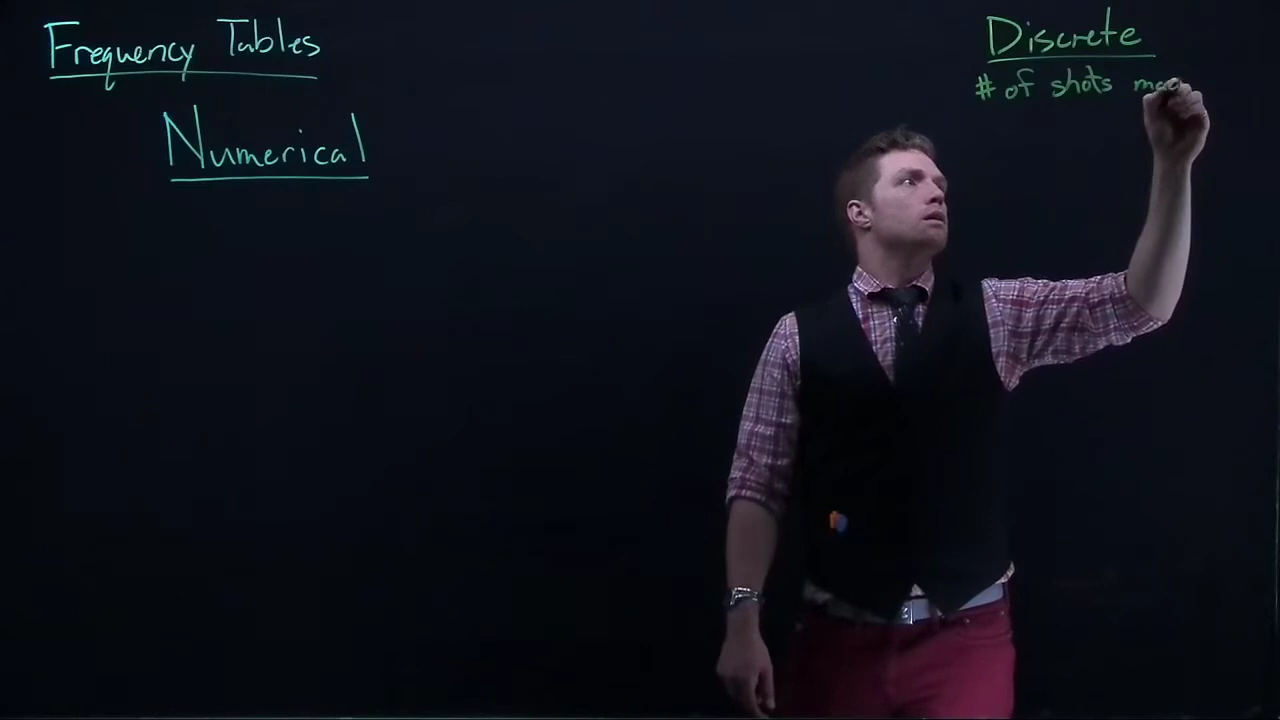 Frequency Tables
Numerical
Discrete
# of shots